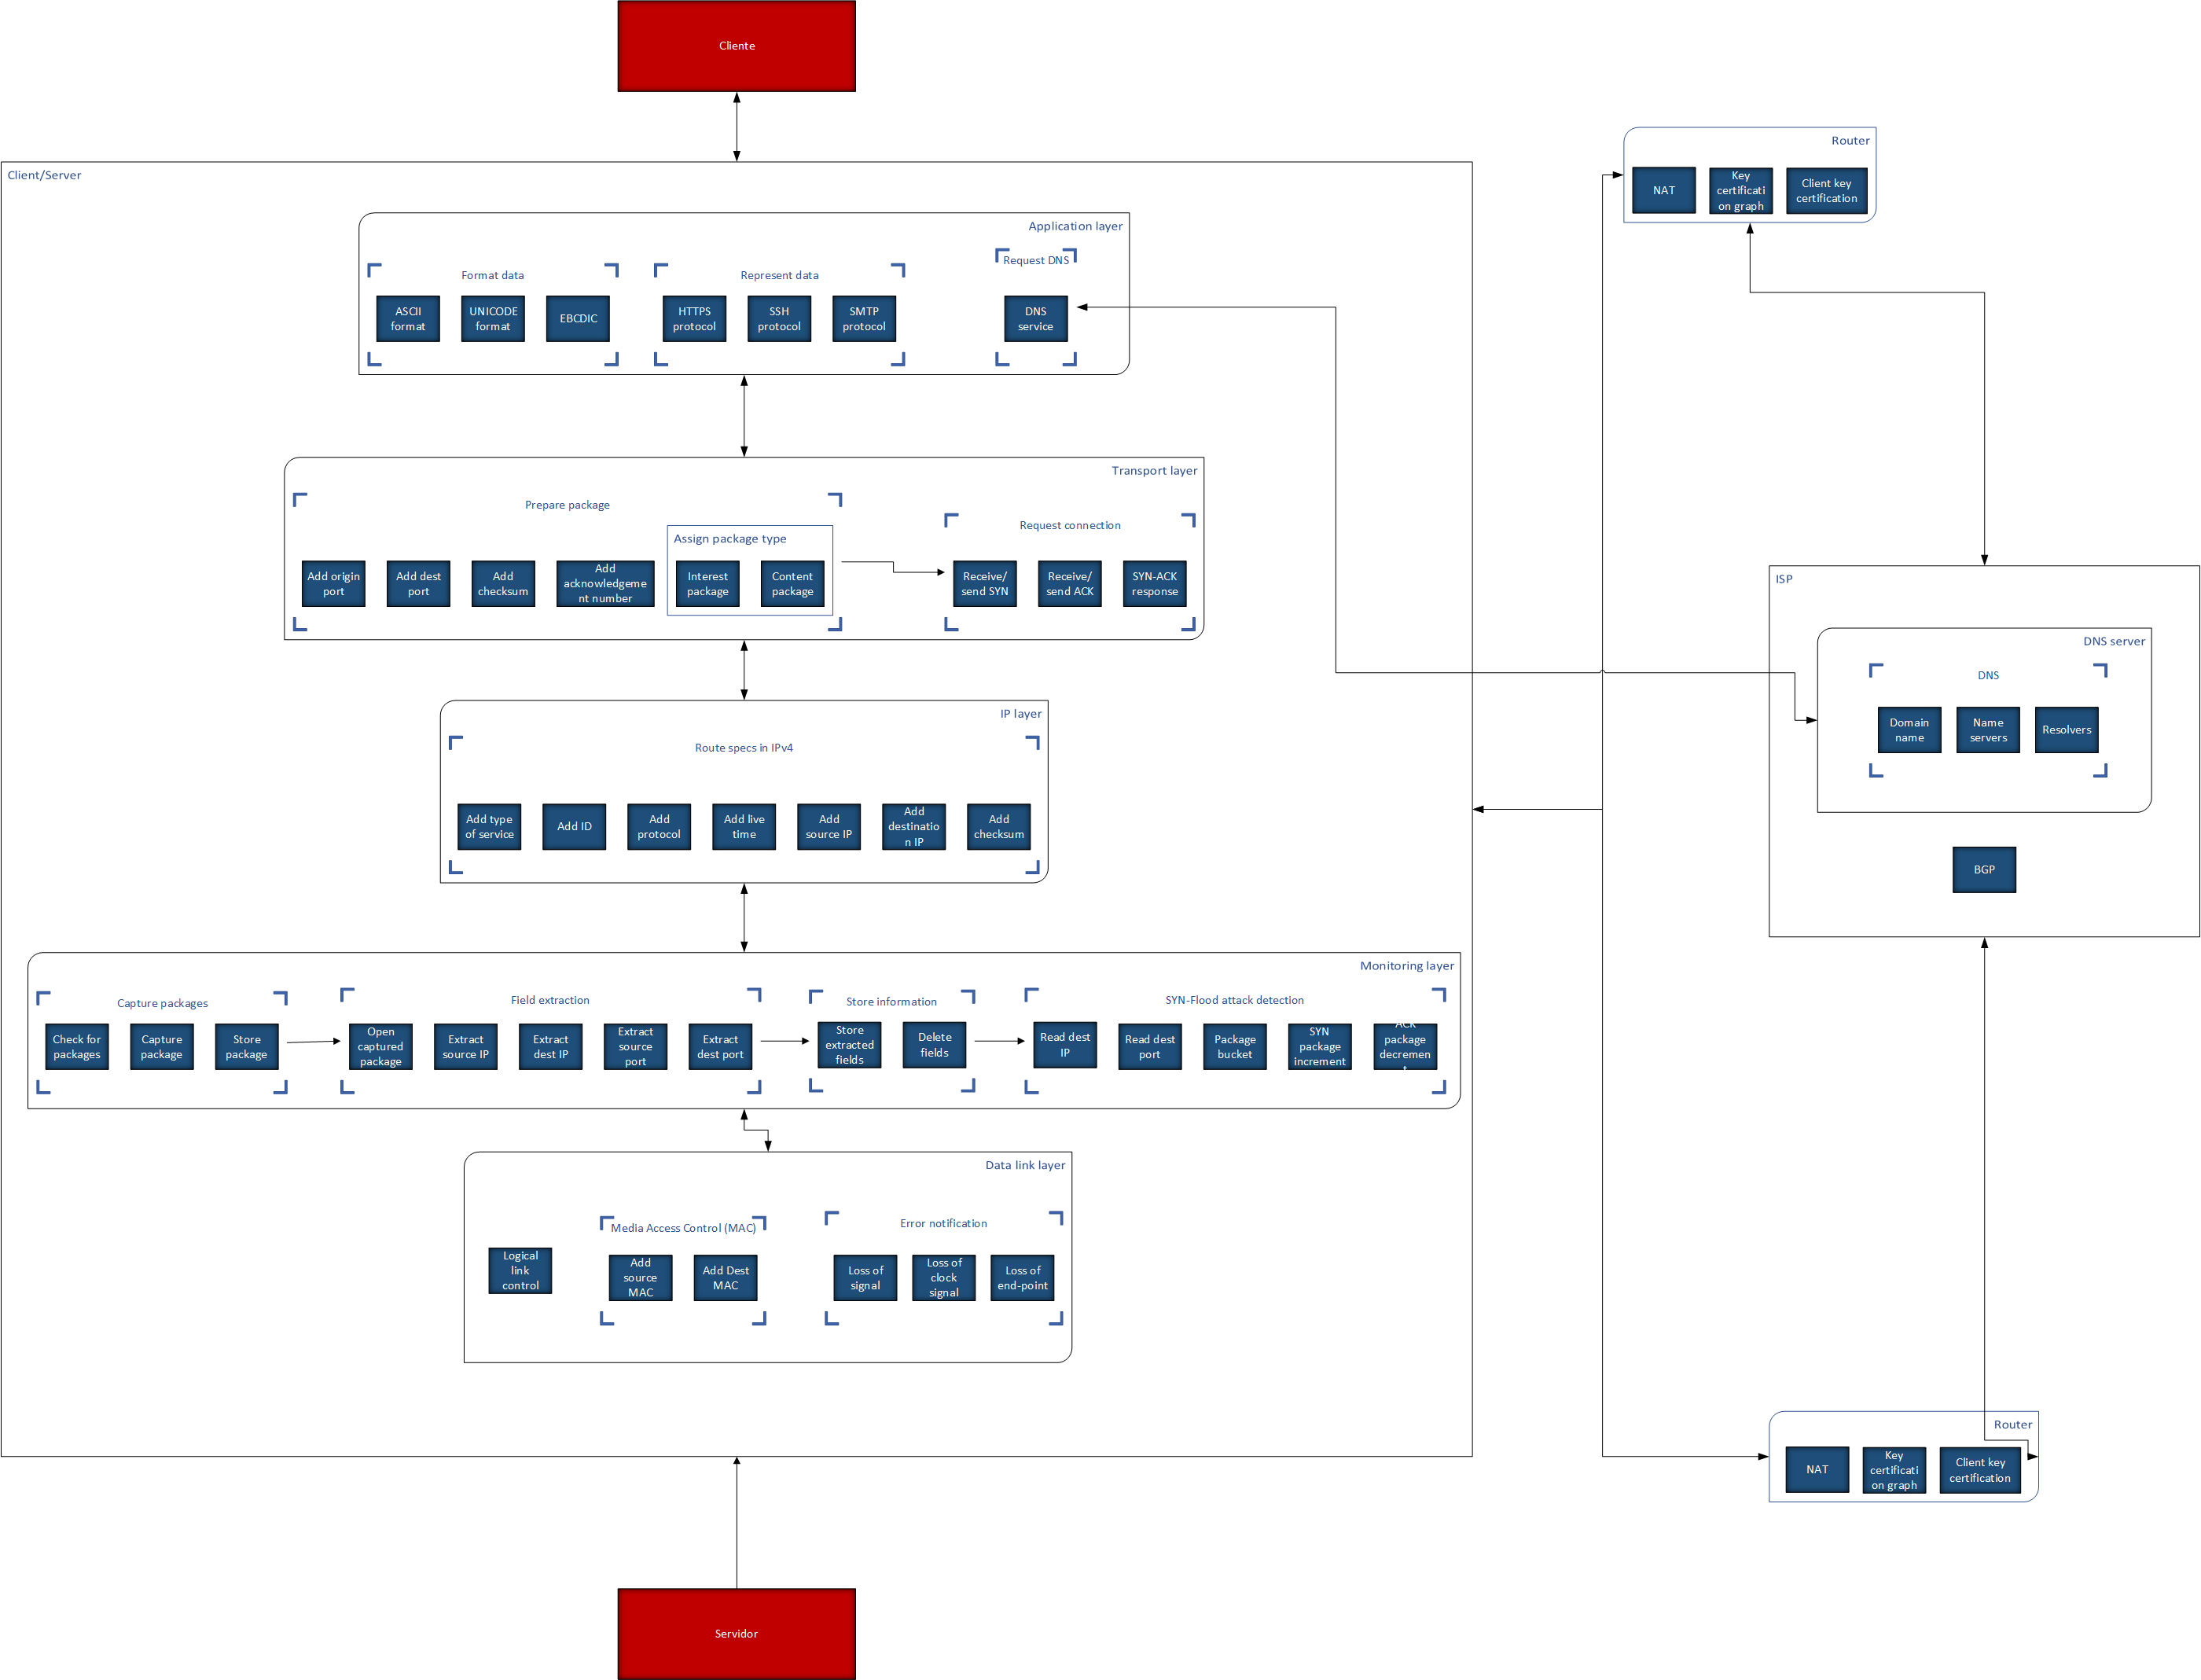 Cliente
Client/Server
Application layer
Format data
ASCII
format
UNICODE
format
EBCDIC
Represent data
HTTPS
protocol
SSH
protocol
SMTP
protocol
Request DNS
DNS
service
Transport layer
Prepare package
Add origin
port
Add dest
port
Add
checksum
Add
acknowledgeme
nt number
Assign package type
Interest
package
Content
package
Request connection
Receive/
send SYN
Receive/
send ACK
SYN-ACK
response
IP layer
Route specs in IPv4
Add type
of service
Add ID
Add
protocol
Add live
time
Add
source IP
Add
destinatio
n IP
Add
checksum
Monitoring layer
Capture packages
Check for
packages
Capture
package
Store
package
Field extraction
Open
captured
package
Extract
source IP
Extract
dest IP
Extract
source
port
Extract
dest port
Store information
Store
extracted
fields
Delete
fields
SYN-Flood attack detection
Read dest
IP
Read dest
port
Package
bucket
SYN
package
increment
ACK
package
decremen
t
Data link layer
Logical
link
control
Media Access Control (MAC)
Add
source
MAC
Add Dest
MAC
Error notification
Loss of
signal
Loss of
clock
signal
Loss of
end-point
Servidor
Router
NAT
Key
certificati
on graph
Client key
certification
ISP
DNS server
DNS
Domain
name
Name
servers
Resolvers
BGP
Router
NAT
Key
certificati
on graph
Client key
certification